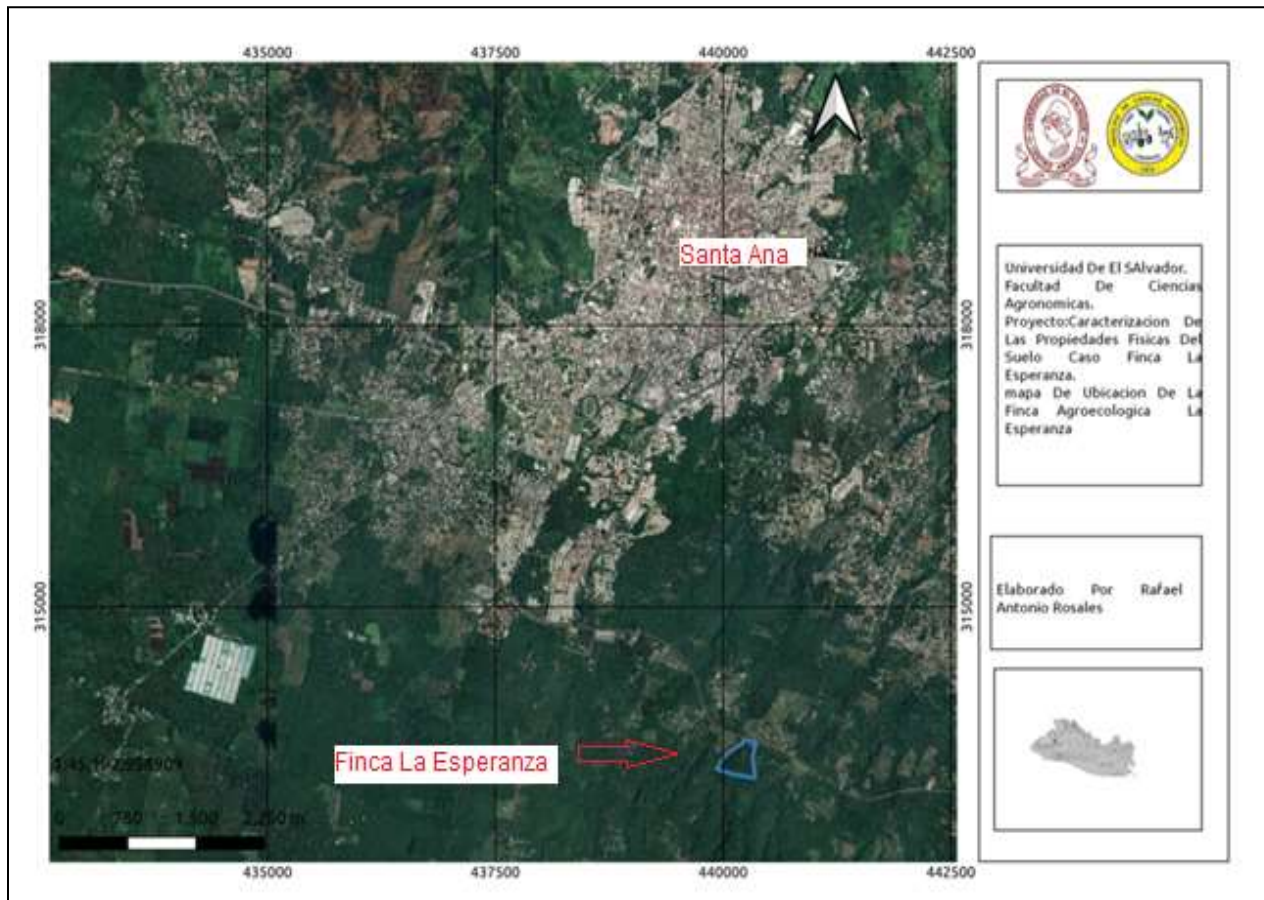 435000 437500 440000 442500
318000 318000
315000 315000
Santa Ana
Finca La Esperanza
0 750 1.500 2.250 m
435000 437500 440000 442500
Universidad De El SAlvador.
Facultad De Ciencias
Agronomicas.
Proyecto:Caracterizacion De
Las Propiedades Fisicas Del
Suelo Caso Finca La
Esperanza.
mapa De Ubicacion De La
Finca Agroecologica La
Esperanza
Elaborado Por Rafael
Antonio Rosales